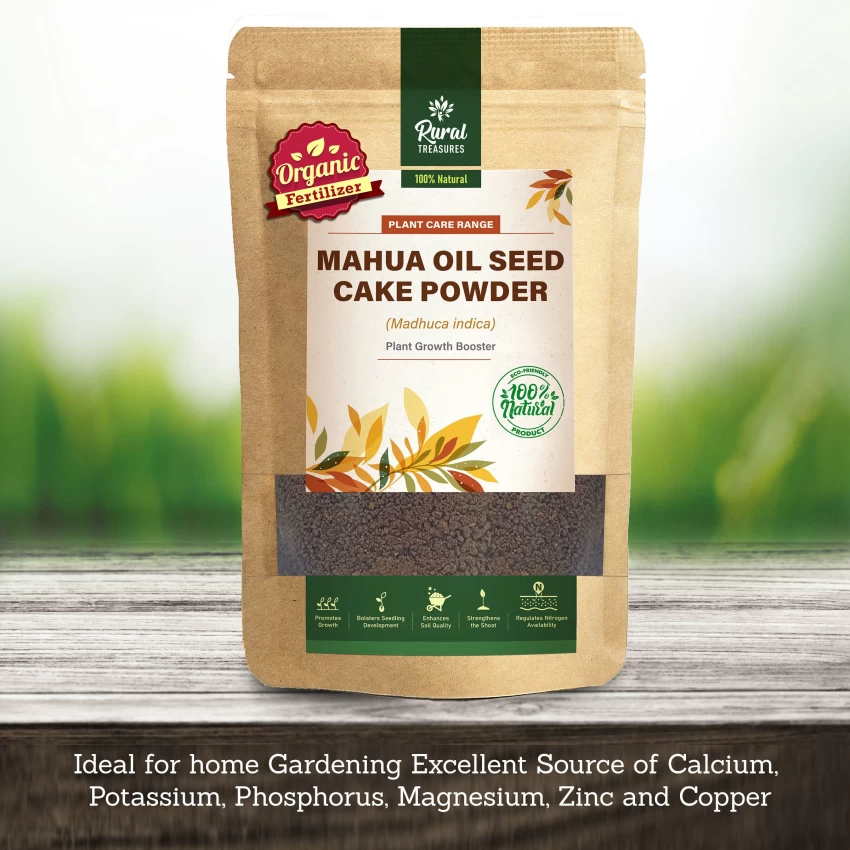 Rural
TREASURES
100% Natural
Organic
Fertilizer
PLANT CARE RANGE
MAHUA OIL SEED
CAKE POWDER
(Madhuca indica)
Plant Growth Booster
ECO-FRIENDLY
100%
Natural
PRODUCT
N
Promotes
Growth
Bolsters Seedling
Development
Enhances
Soil Quality
Strengthens
the Shoot
Regulates Nitrogen
Availability
Ideal for home Gardening Excellent Source of Calcium,
Potassium, Phosphorus, Magnesium, Zinc and Copper